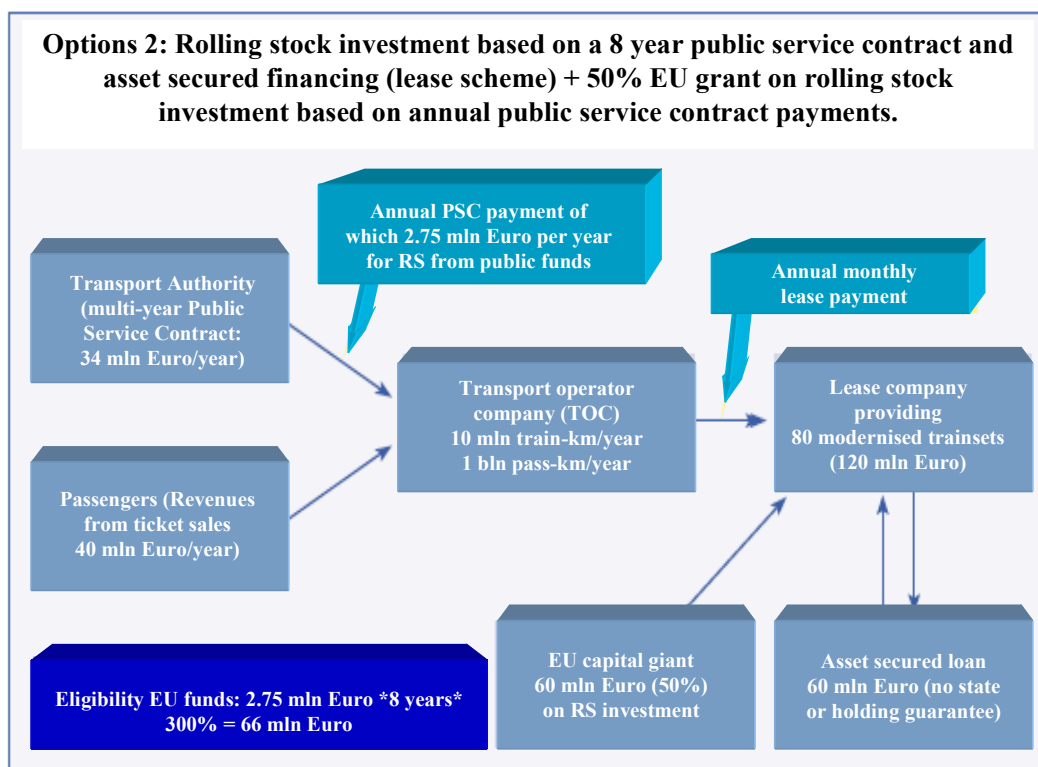 Options 2: Rolling stock investment based on a 8 year public service contract and
asset secured financing (lease scheme) + 50% EU grant on rolling stock
investment based on annual public service contract payments.
Annual PSC payment of
which 2.75 mln Euro per year
for RS from public funds
Annual monthly
lease payment
Transport Authority
(multi-year Public
Service Contract:
34 mln Euro/year)
Transport operator
company (TOC)
10 mln train-km/year
1 bln pass-km/year
Lease company
providing
80 modernised trainsets
(120 mln Euro)
Passengers (Revenues
from ticket sales
40 mln Euro/year)
Eligibility EU funds: 2.75 mln Euro *8 years*
300% = 66 mln Euro
EU capital giant
60 mln Euro (50%)
on RS investment
Asset secured loan
60 mln Euro (no state
or holding guarantee)